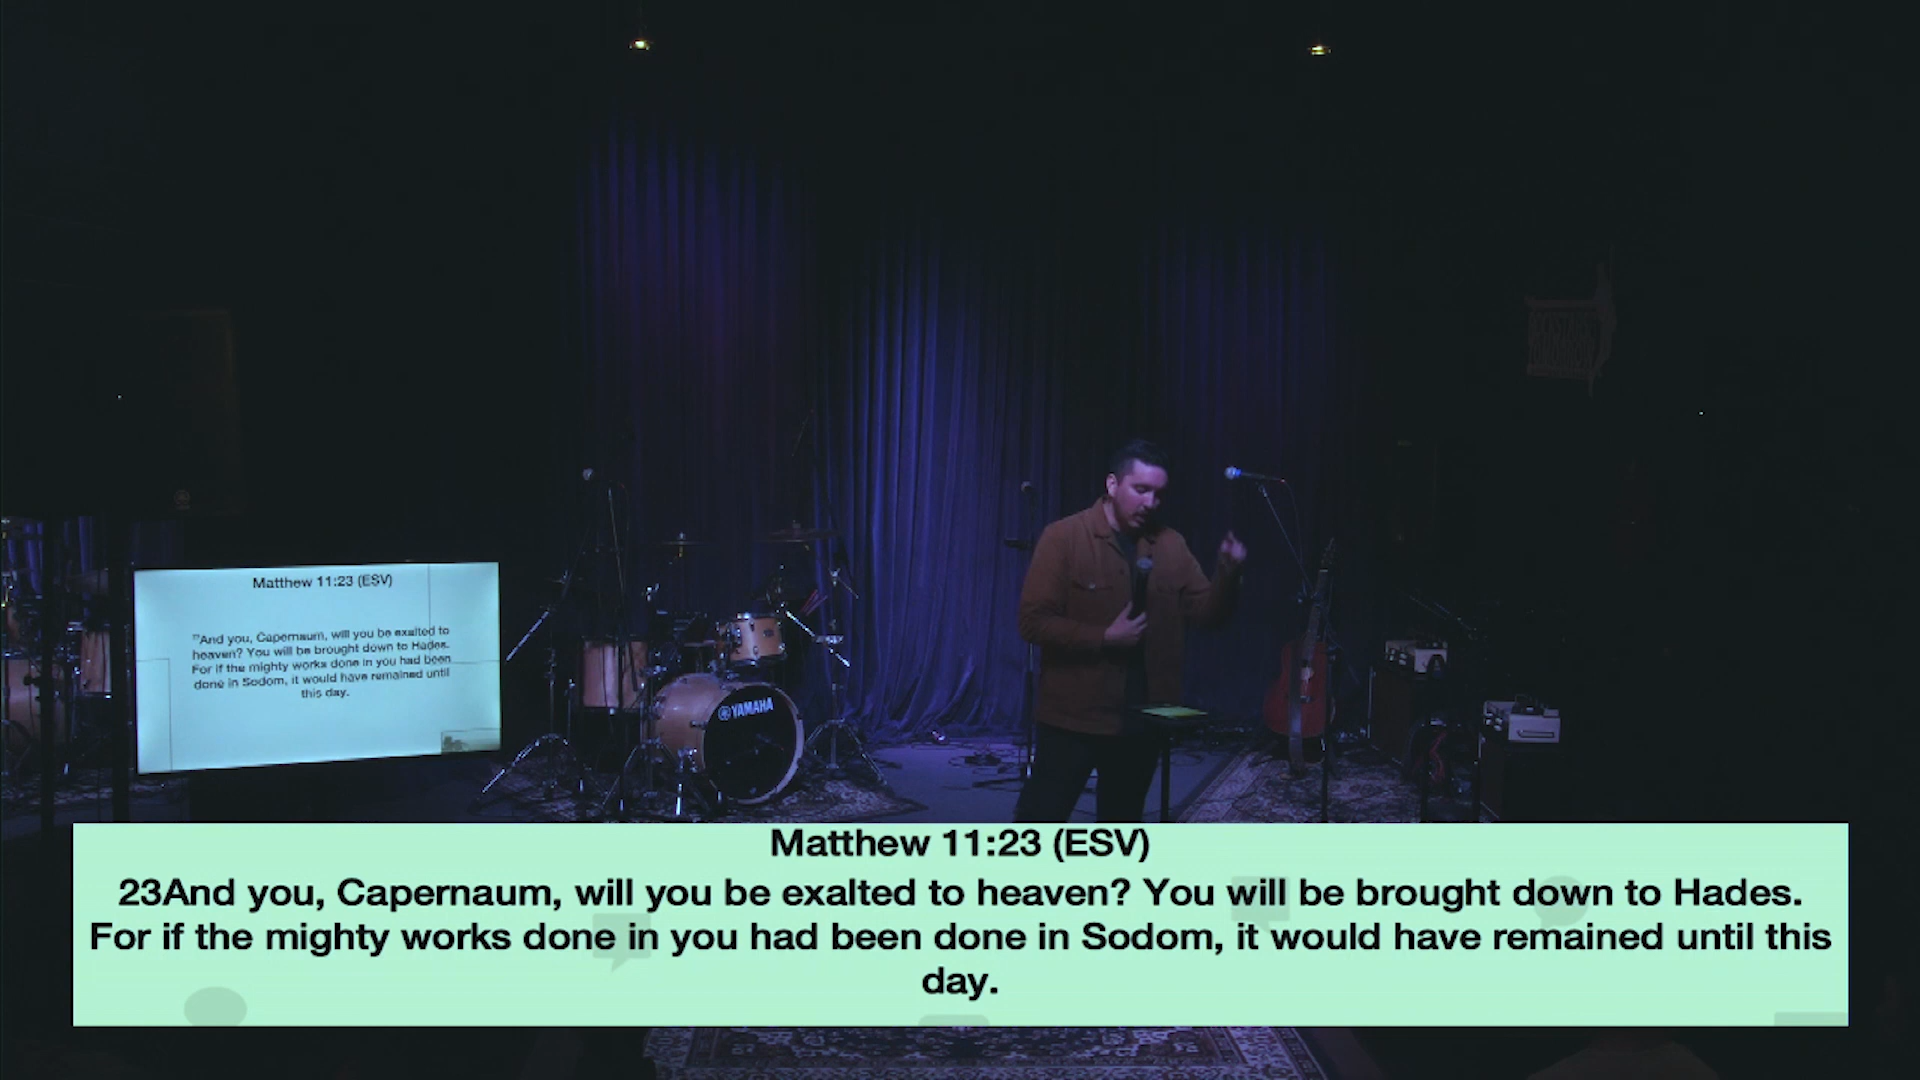 Matthew 11:23 (ESV)
23And you, Capernaum, will you be exalted to
heaven? You will be brought down to Hades.
For if the mighty works done in you had been
done in Sodom, it would have remained until
this day.
YAMAHA
Matthew 11:23 (ESV)
23And you, Capernaum, will you be exalted to heaven? You will be brought down to Hades.
For if the mighty works done in you had been done in Sodom, it would have remained until this
day.